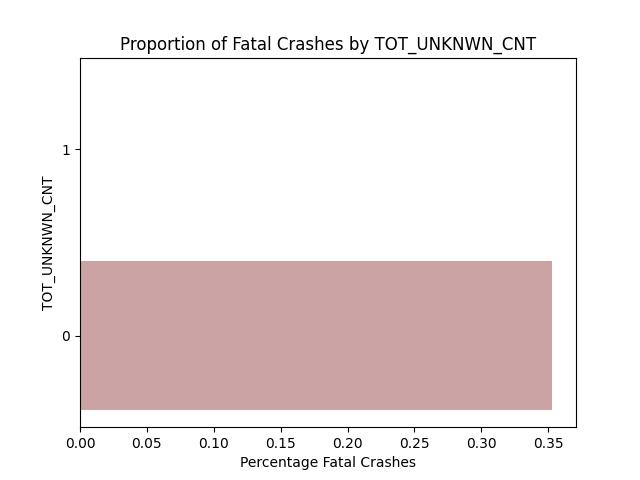 Proportion of Fatal Crashes by TOT_UNKNWN_CNT
1
0
TOT_UNKNWN_CNT
0.00 0.05 0.10 0.15 0.20 0.25 0.30 0.35
Percentage Fatal Crashes